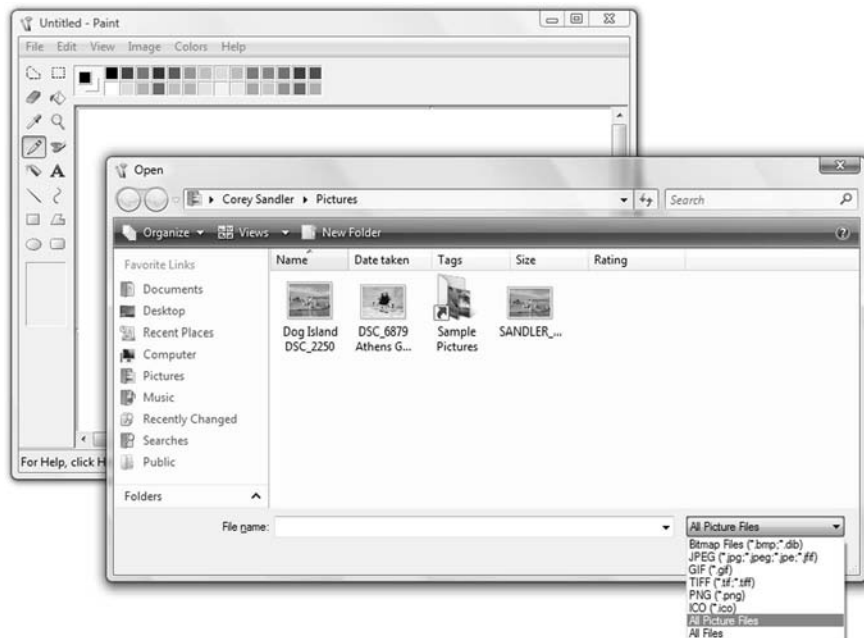 Untitled - Paint
File Edit View Image Colors Help
A
Open
Corey Sandler Pictures
Search
Organize Views New Folder
Favorite Links
Documents
Desktop
Recent Places
Computer
Pictures
Music
Recently Changed
Searches
Public
Folders
Name Date taken Tags Size Rating
Dog Island DSC_2250
DSC_6879 Athens G...
Sample Pictures
SANDLER_...
For Help, click H
File name:
All Picture Files
Bitmap Files (*.bmp;*.dib)
JPEG (*.jpg;*.jpeg;*.jpe;*.jfif)
GIF (*.gif)
TIFF (*.tif;*.tiff)
PNG (*.png)
ICO (*.ico)
All Picture Files
All Files